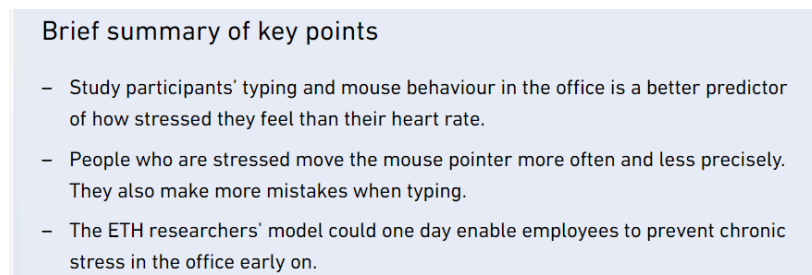 Brief summary of key points
– Study participants' typing and mouse behaviour in the office is a better predictor
of how stressed they feel than their heart rate.
– People who are stressed move the mouse pointer more often and less precisely.
They also make more mistakes when typing.
– The ETH researchers' model could one day enable employees to prevent chronic
stress in the office early on.